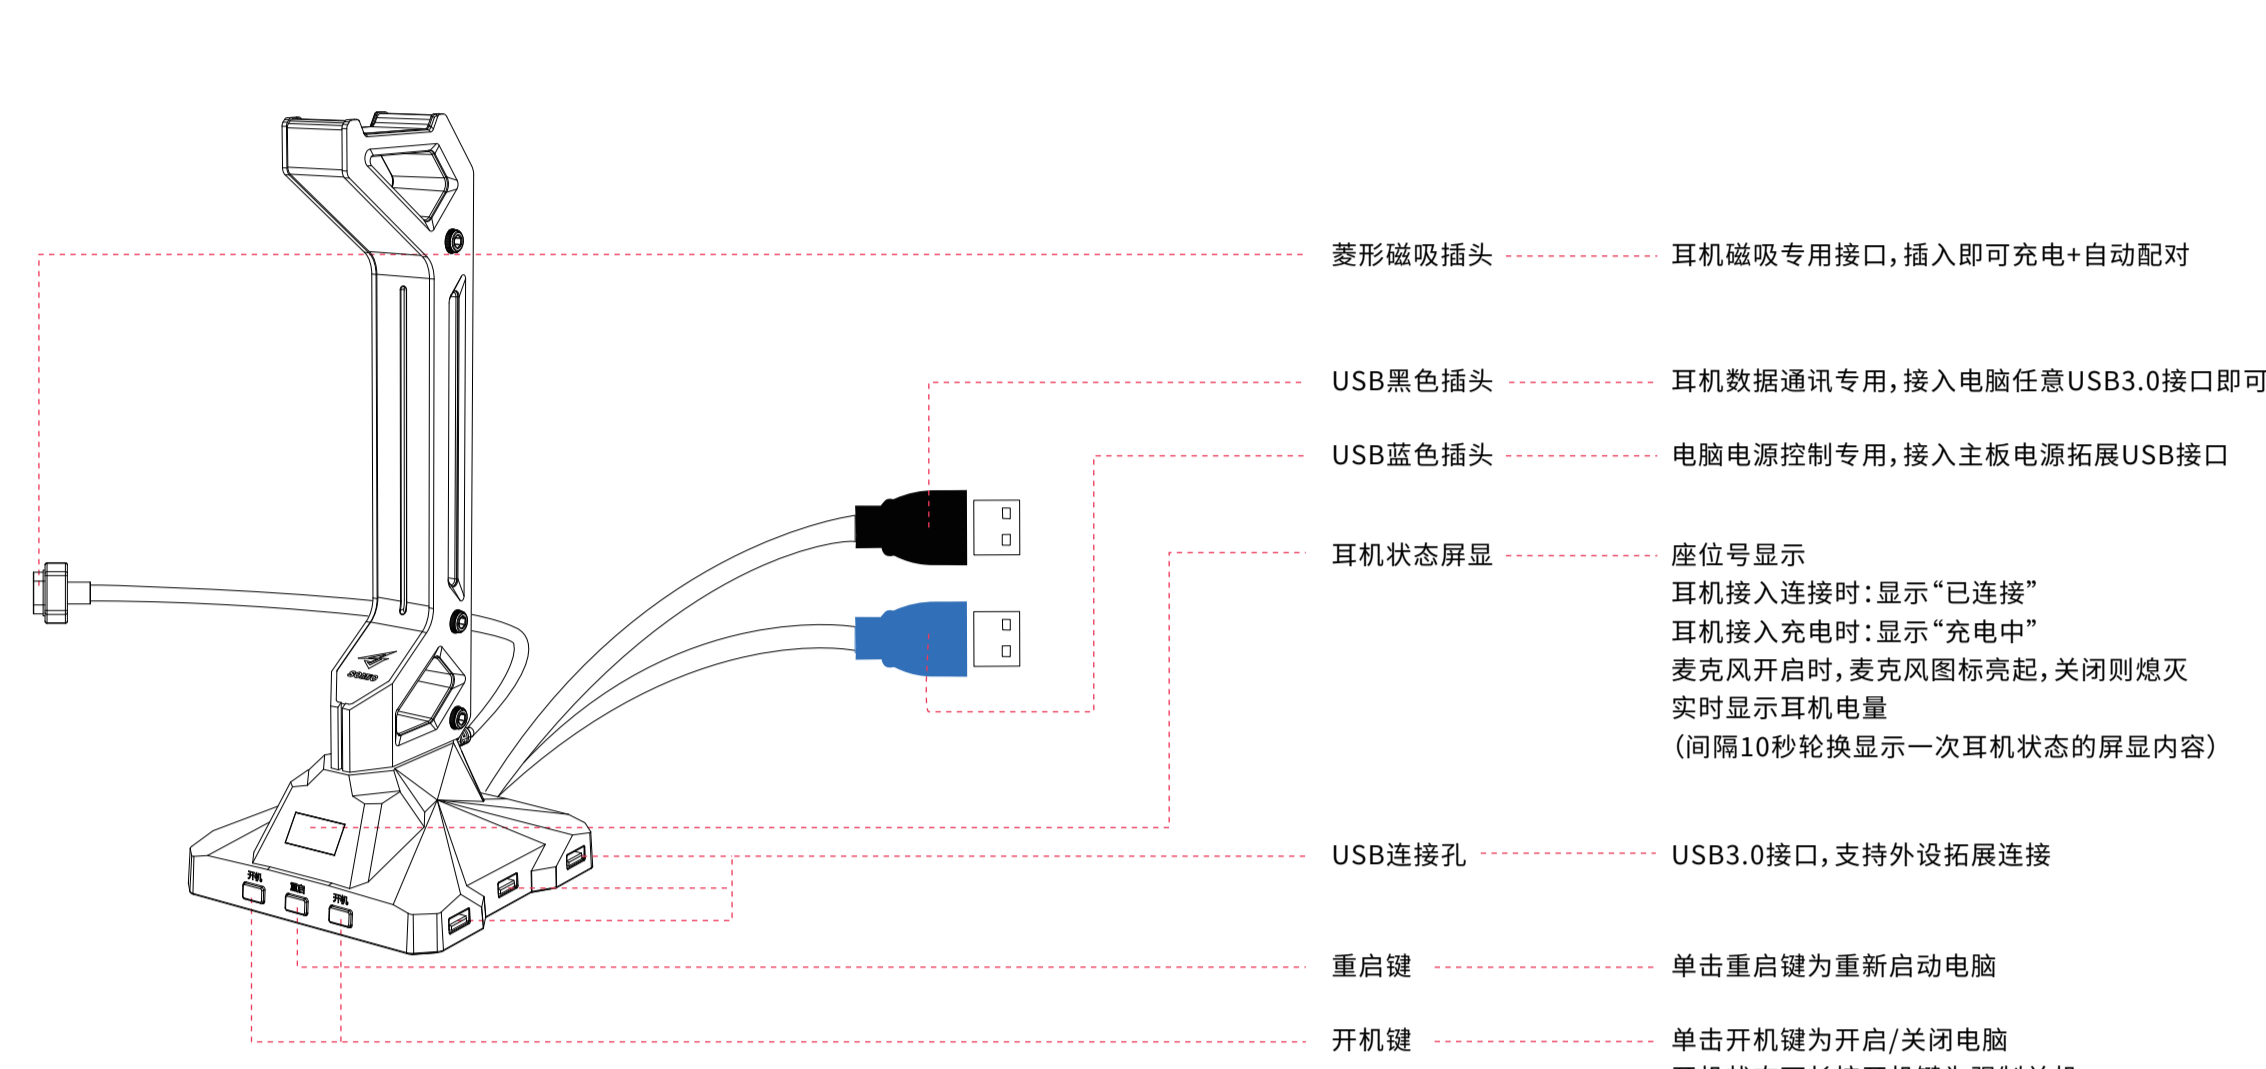 菱形磁吸插头 耳机磁吸专用接口，插入即可充电+自动配对
USB黑色插头 耳机数据通讯专用，接入电脑任意USB3.0接口即可
USB蓝色插头 电脑电源控制专用，接入主板电源拓展USB接口
耳机状态屏显 座位号显示
耳机接入连接时：显示“已连接”
耳机接入充电时：显示“充电中”
麦克风开启时，麦克风图标亮起，关闭则熄灭
实时显示耳机电量
（间隔10秒轮换显示一次耳机状态的屏显内容）
USB连接孔 USB3.0接口，支持外设拓展连接
开机
重启
开机
重启键 单击重启键为重新启动电脑
开机键 单击开机键为开启/关闭电脑